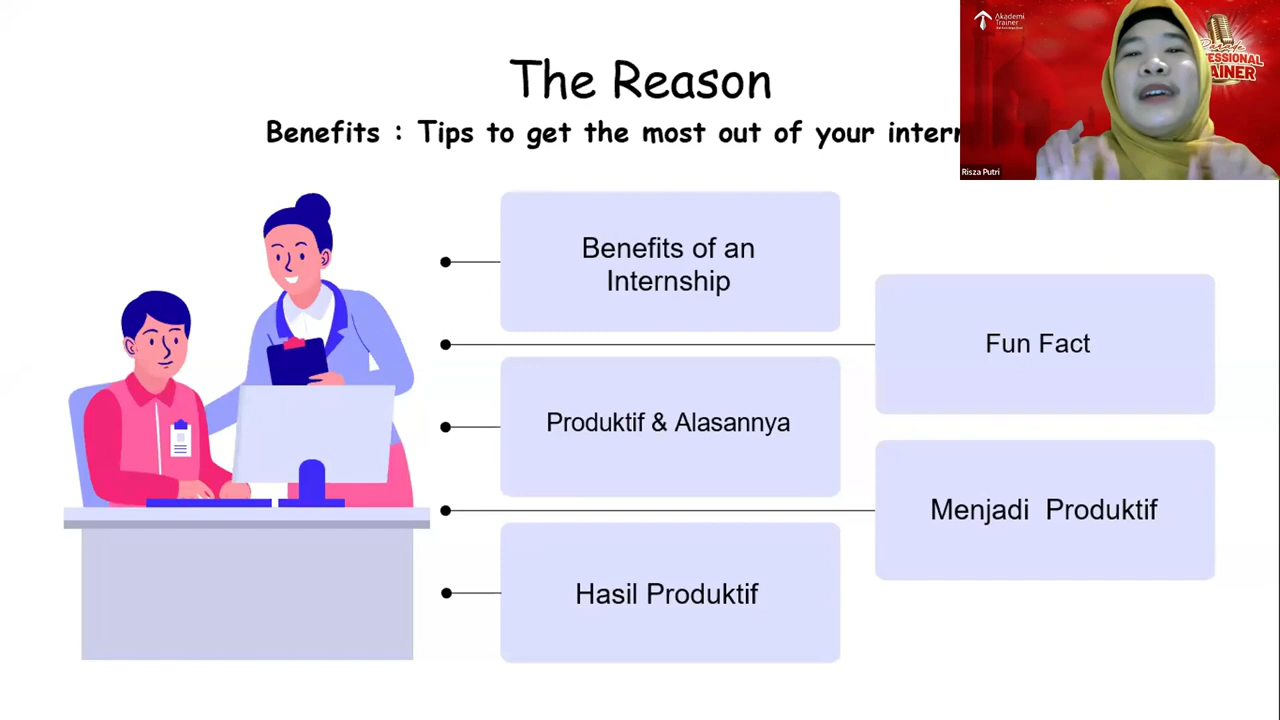 The Reason
Benefits : Tips to get the most out of your intern
Benefits of an
Internship
Fun Fact
Produktif & Alasannya
Menjadi Produktif
Hasil Produktif
Akademi
Trainer
Risza Putri